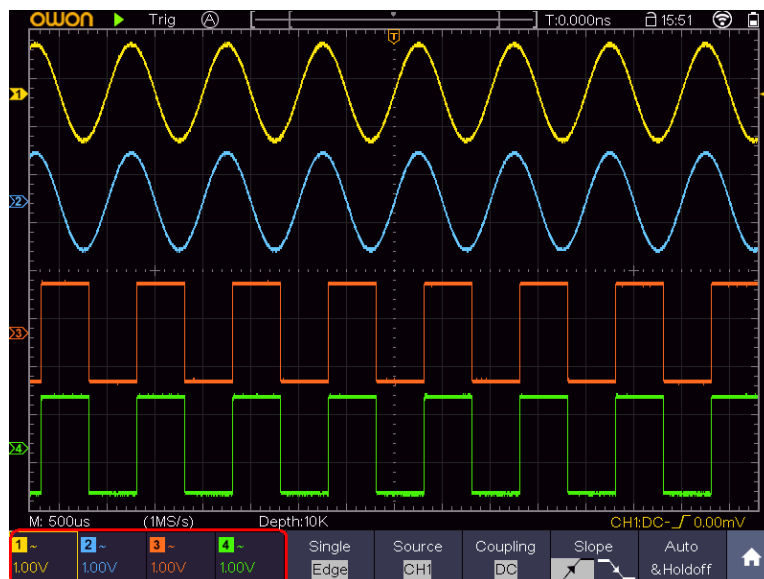 OWON Trig A T:0.000ns 15:51
T
1
2
3
4
M: 500us (1MS/s) Depth:10K CH1:DC- 0.00mV
1 ~ 2 ~ 3 ~ 4 ~ Single Source Coupling Slope Auto
1.00V 1.00V 1.00V 1.00V Edge CH1 DC &Holdoff